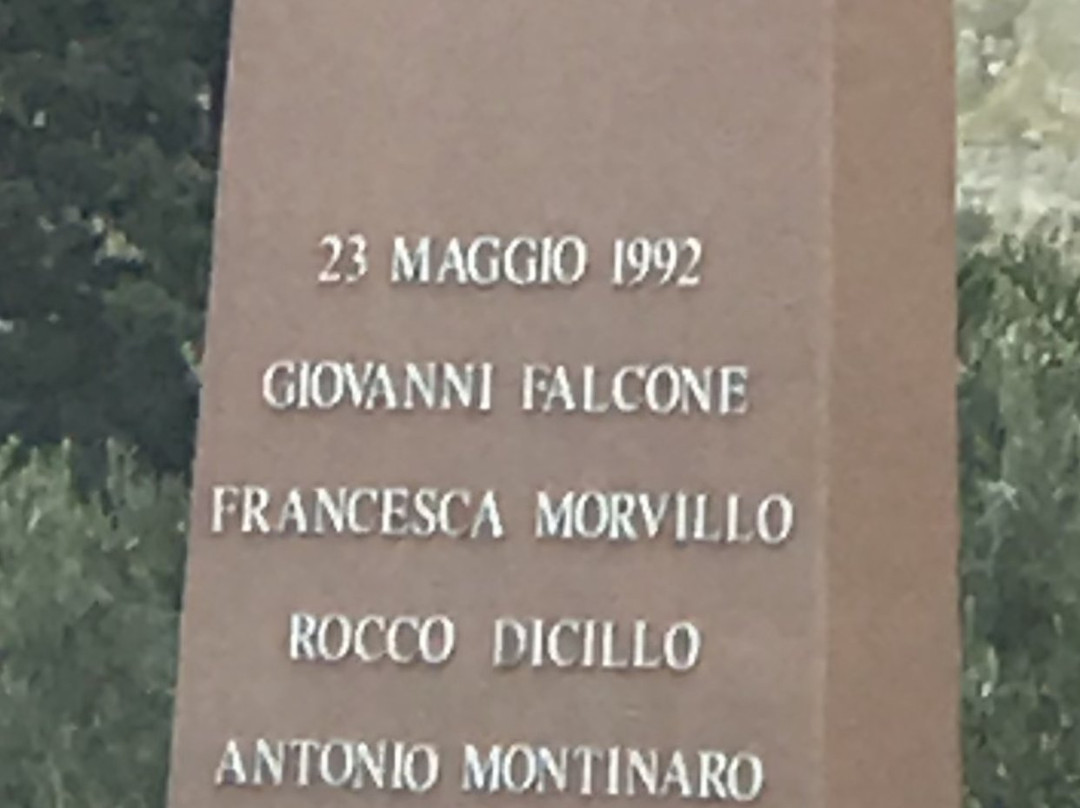 23 MAGGIO 1992
GIOVANNI FALCONE
FRANCESCA MORVILLO
ROCCO DICILLO
ANTONIO MONTINARO